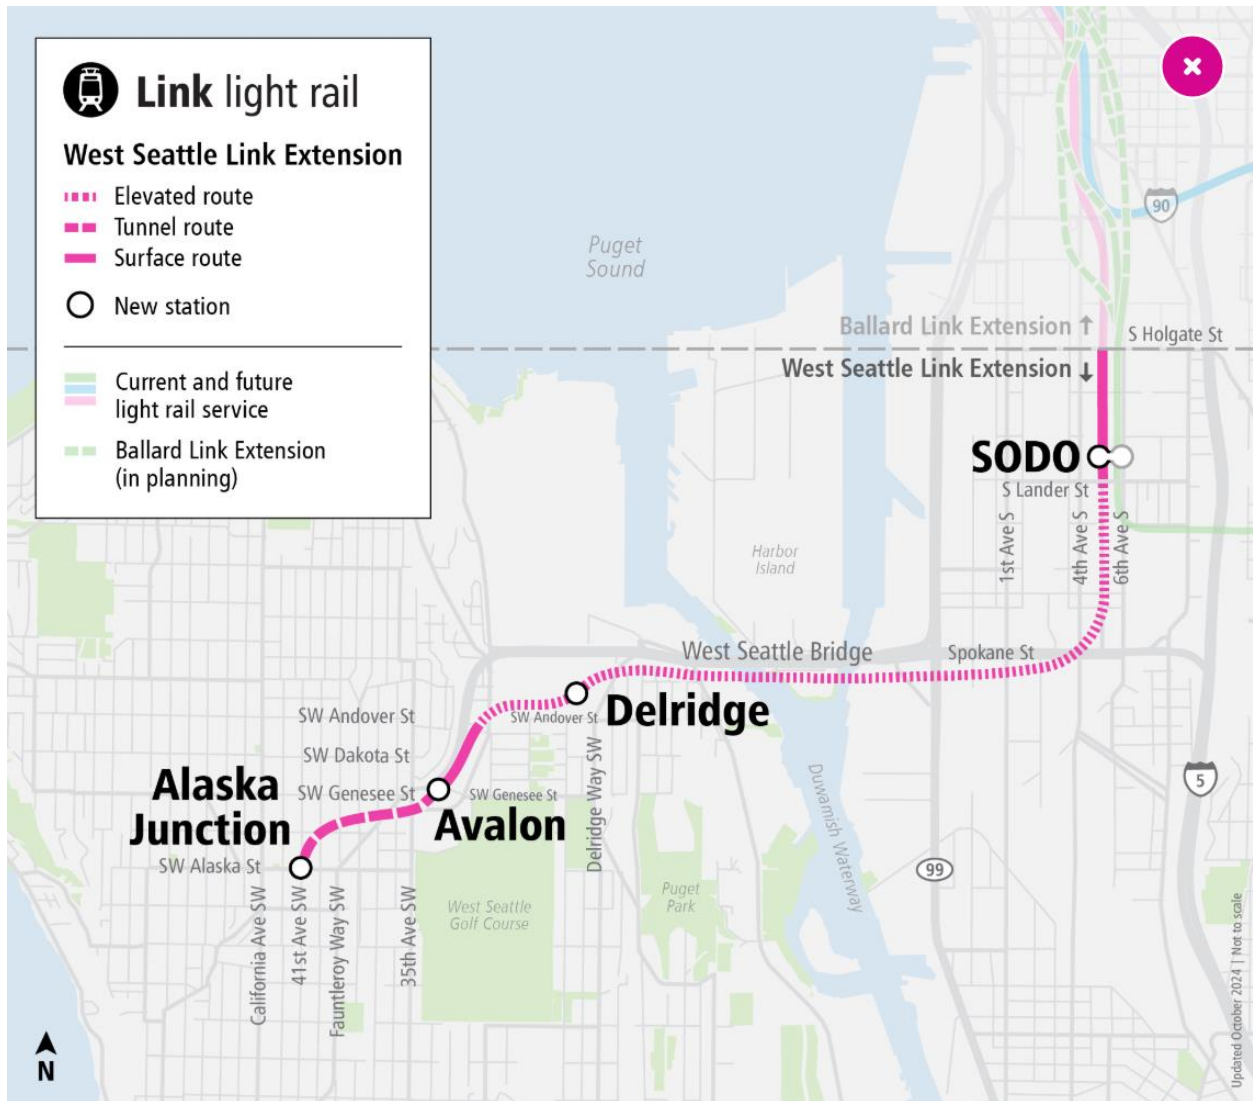 Link light rail
West Seattle Link Extension
Elevated route
Tunnel route
Surface route
New station
Current and future
light rail service
Ballard Link Extension
(in planning)
90
Puget
Sound
Ballard Link Extension ↑
S Holgate St
West Seattle Link Extension ↓
SODO
S Lander St
1st Ave S
4th Ave S
6th Ave S
Harbor
Island
West Seattle Bridge
Spokane St
SW Andover St
SW Andover St
Delridge
SW Dakota St
Delridge Way SW
Alaska
Junction
SW Genesee St
SW Genesee St
Avalon
5
Duwamish Waterway
SW Alaska St
99
California Ave SW
41st Ave SW
Fauntleroy Way SW
35th Ave SW
West Seattle
Golf Course
Puget
Park
N
Updated October 2024 | Not to scale